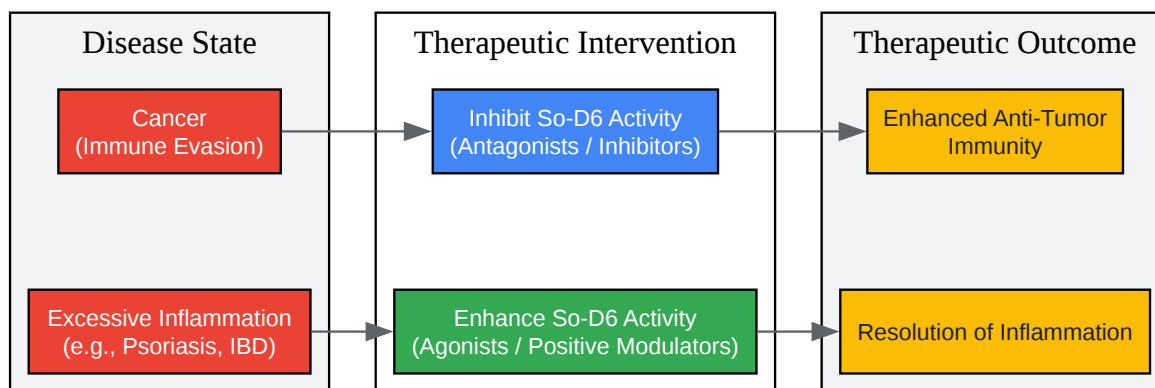 Disease State
Cancer
(Immune Evasion)
Excessive Inflammation
(e.g., Psoriasis, IBD)
Therapeutic Intervention
Inhibit So-D6 Activity
(Antagonists / Inhibitors)
Enhance So-D6 Activity
(Agonists / Positive Modulators)
Therapeutic Outcome
Enhanced Anti-Tumor
Immunity
Resolution of Inflammation